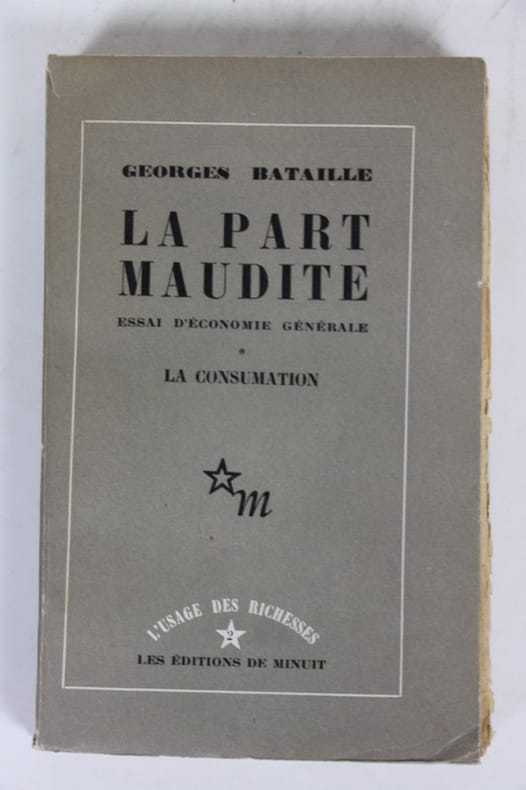 GEORGES BATAILLE
LA PART
MAUDITE
ESSAI D'ÉCONOMIE GÉNÉRALE
*
LA CONSUMATION
m
L'USAGE DES RICHESSES
2
LES ÉDITIONS DE MINUIT